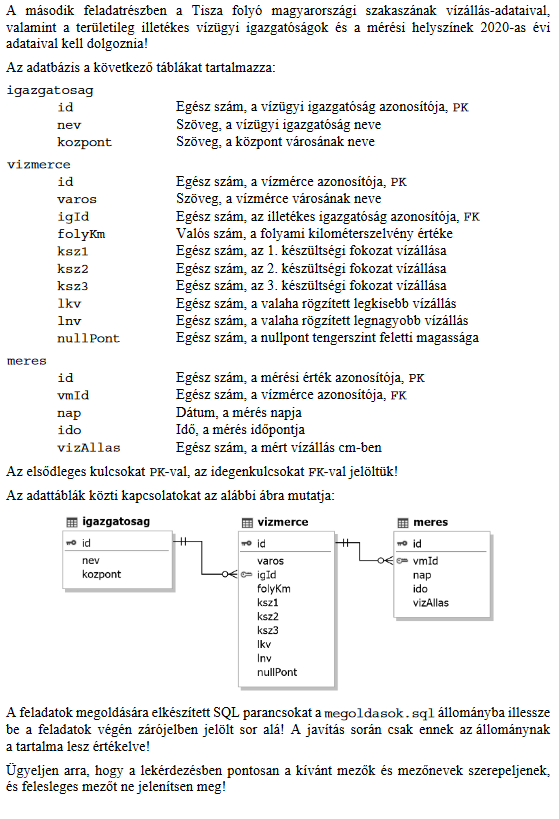 A második feladatrészben a Tisza folyó magyarországi szakaszának vízállás-adataival,
valamint a területileg illetékes vízügyi igazgatóságok és a mérési helyszínek 2020-as évi
adataival kell dolgoznia!
Az adatbázis a következő táblákat tartalmazza:
igazgatosag
id Egész szám, a vízügyi igazgatóság azonosítója, PK
nev Szöveg, a vízügyi igazgatóság neve
kozpont Szöveg, a központ városának neve
vizmerce
id Egész szám, a vízmérce azonosítója, PK
varos Szöveg, a vízmérce városának neve
igId Egész szám, az illetékes igazgatóság azonosítója, FK
folyKm Valós szám, a folyami kilométerszelvény értéke
ksz1 Egész szám, az 1. készültségi fokozat vízállása
ksz2 Egész szám, az 2. készültségi fokozat vízállása
ksz3 Egész szám, az 3. készültségi fokozat vízállása
lkv Egész szám, a valaha rögzített legkisebb vízállás
lnv Egész szám, a valaha rögzített legnagyobb vízállás
nullPont Egész szám, a nullpont tengerszint feletti magassága
meres
id Egész szám, a mérési érték azonosítója, PK
vmId Egész szám, a vízmérce azonosítója, FK
nap Dátum, a mérés napja
ido Idő, a mérés időpontja
vizAllas Egész szám, a mért vízállás cm-ben
Az elsődleges kulcsokat PK-val, az idegenkulcsokat FK-val jelöltük!
Az adattáblák közti kapcsolatokat az alábbi ábra mutatja:
igazgatosag
id
nev
kozpont
vizmerce
id
varos
igId
folyKm
ksz1
ksz2
ksz3
lkv
lnv
nullPont
meres
id
vmId
nap
ido
vizAllas
A feladatok megoldására elkészített SQL parancsokat a megoldasok.sql állományba illessze
be a feladatok végén zárójelben jelölt sor alá! A javítás során csak ennek az állománynak
a tartalma lesz értékelve!
Ügyeljen arra, hogy a lekérdezésben pontosan a kívánt mezők és mezőnevek szerepeljenek,
és felesleges mezőt ne jelenítsen meg!